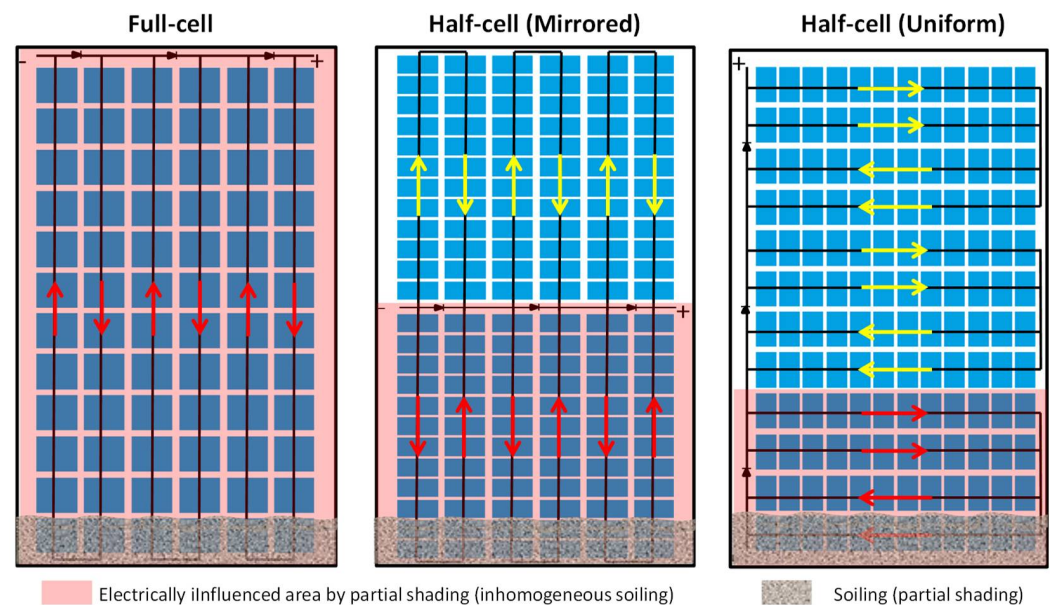 Full-cell
Half-cell (Mirrored)
Half-cell (Uniform)
- +
- +
+
Electrically iInfluenced area by partial shading (inhomogeneous soiling)
Soiling (partial shading)